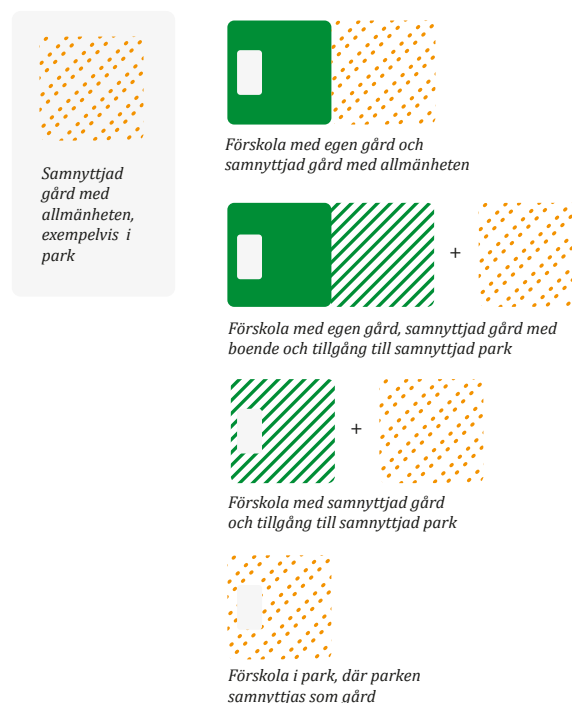 Samnyttjad
gård med
allmänheten,
exempelvis i
park
Förskola med egen gård och
samnyttjad gård med allmänheten
+
Förskola med egen gård, samnyttjad gård med
boende och tillgång till samnyttjad park
+
Förskola med samnyttjad gård
och tillgång till samnyttjad park
Förskola i park, där parken
samnyttjas som gård